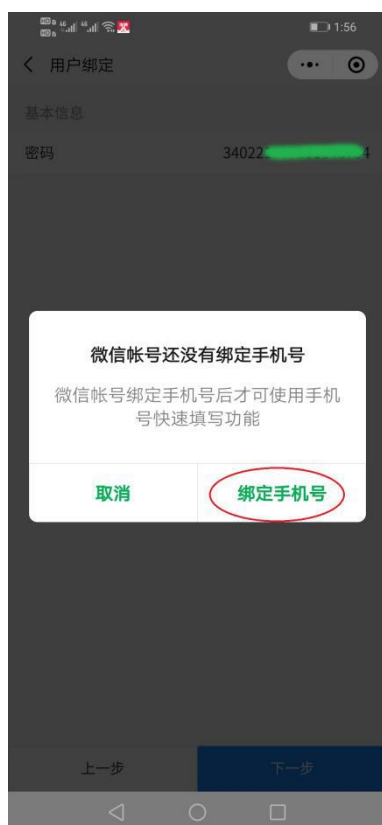 1:56
用户绑定
基本信息
密码 34022 4
微信帐号还没有绑定手机号
微信帐号绑定手机号后才可使用手机
号快速填写功能
取消 绑定手机号
上一步 下一步